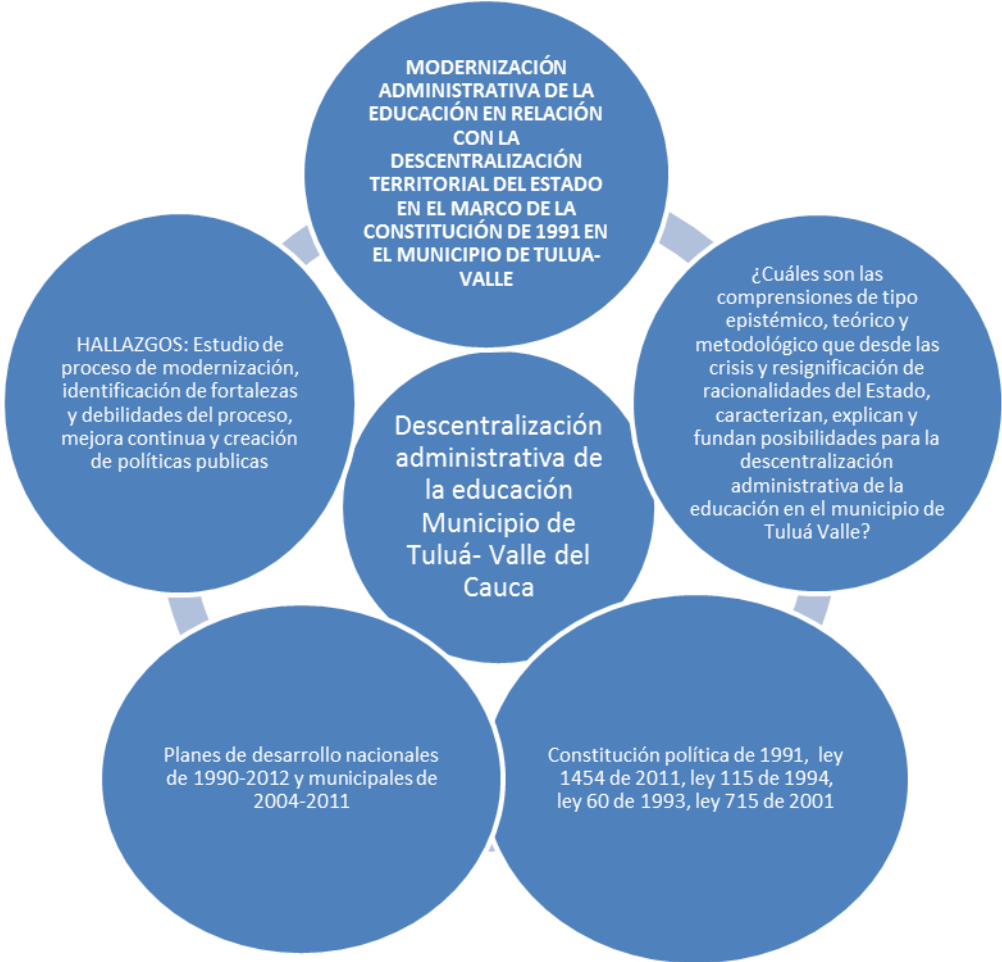 MODERNIZACIÓN
ADMINISTRATIVA DE LA
EDUCACIÓN EN RELACIÓN
CON LA
DESCENTRALIZACIÓN
TERRITORIAL DEL ESTADO
EN EL MARCO DE LA
CONSTITUCIÓN DE 1991 EN
EL MUNICIPIO DE TULUA-
VALLE
¿Cuáles son las
comprensiones de tipo
epistémico, teórico y
metodológico que desde las
crisis y resignificación de
racionalidades del Estado,
caracterizan, explican y
fundan posibilidades para la
descentralización
administrativa de la
educación en el municipio de
Tuluá Valle?
Constitución política de 1991, ley
1454 de 2011, ley 115 de 1994,
ley 60 de 1993, ley 715 de 2001
Planes de desarrollo nacionales
de 1990-2012 y municipales de
2004-2011
HALLAZGOS: Estudio de
proceso de modernización,
identificación de fortalezas
y debilidades del proceso,
mejora continua y creación
de políticas publicas
Descentralización
administrativa de
la educación
Municipio de
Tuluá- Valle del
Cauca